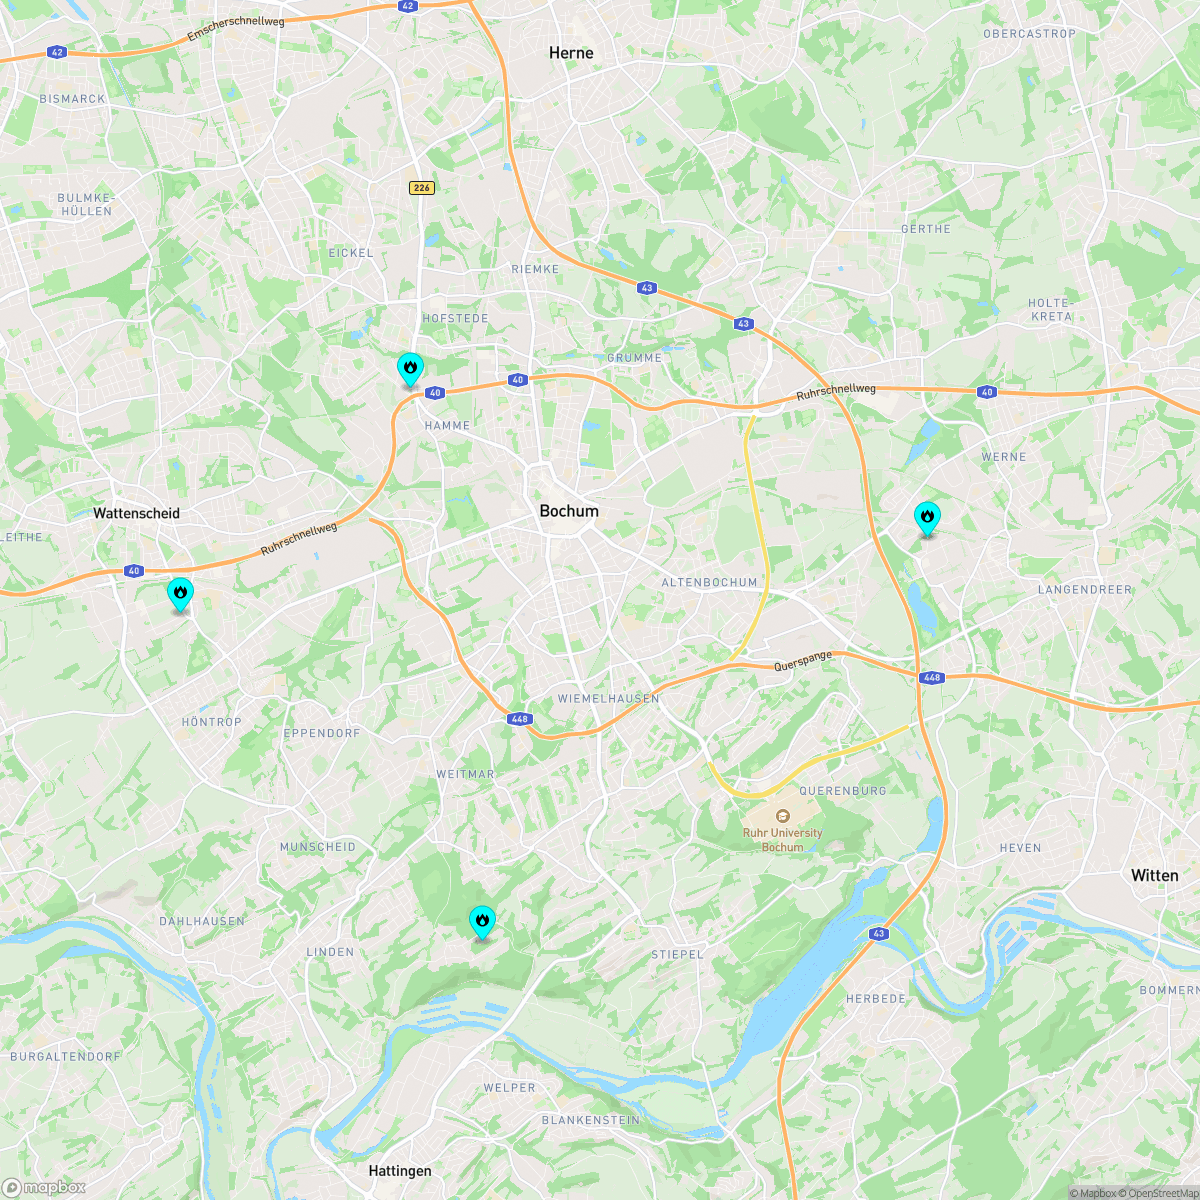 42
Emscherschnellweg
42
Herne
OBERCASTROP
BISMARCK
226
BULMKE-
HÜLLEN
GERTHE
EICKEL
RIEMKE
43
HOLTE-
KRETA
HOFSTEDE
43
GRUMME
40
40
Ruhrschnellweg
40
HAMME
WERNE
Wattenscheid
Bochum
LEITHE
Ruhrschnellweg
40
ALTENBOCHUM
LANGENDREER
Querspange
448
WIEMELHAUSEN
HÖNTROP
448
EPPENDORF
WEITMAR
QUERENBURG
Ruhr University
Bochum
MUNSCHEID
HEVEN
Witten
DAHLHAUSEN
43
LINDEN
STIEPEL
BOMMERN
HERBEDE
BURGALTENDORF
WELPER
BLANKENSTEIN
Hattingen
mapbox
© Mapbox © OpenStreetMap